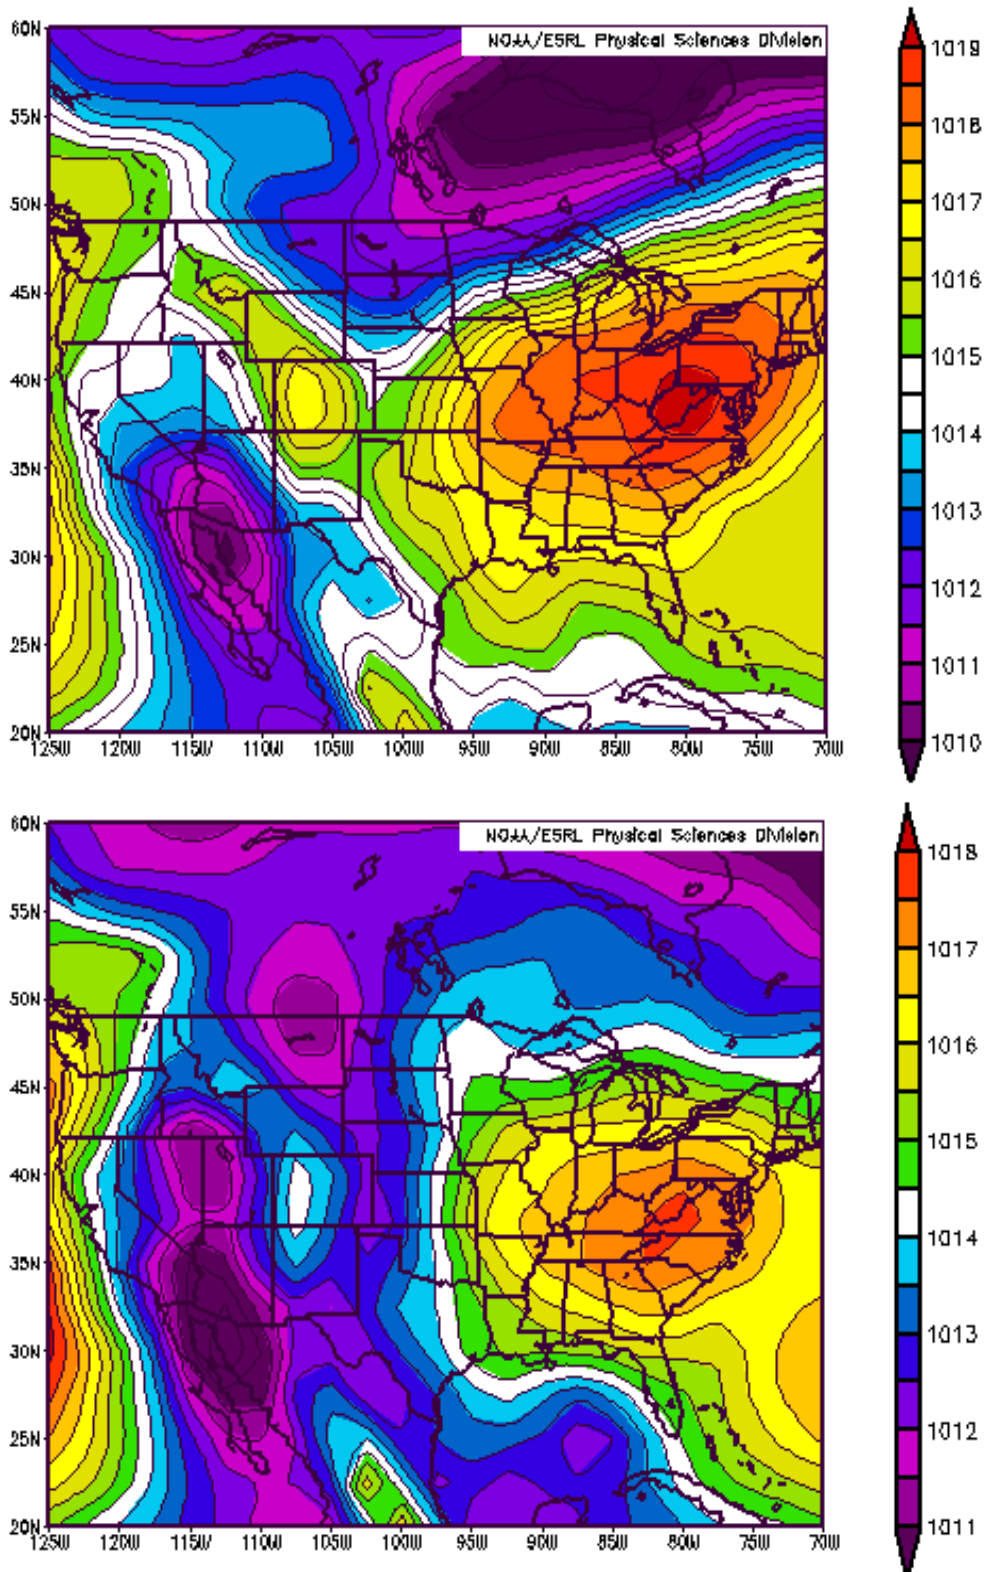 60N
NOAA/ESRL Physical Sciences Division
55N
50N
45N
40N
35N
30N
25N
20N
125W 120W 115W 110W 105W 100W 95W 90W 85W 80W 75W 70W
1019
1018
1017
1016
1015
1014
1013
1012
1011
1010
60N
NOAA/ESRL Physical Sciences Division
55N
50N
45N
40N
35N
30N
25N
20N
125W 120W 115W 110W 105W 100W 95W 90W 85W 80W 75W 70W
1018
1017
1016
1015
1014
1013
1012
1011